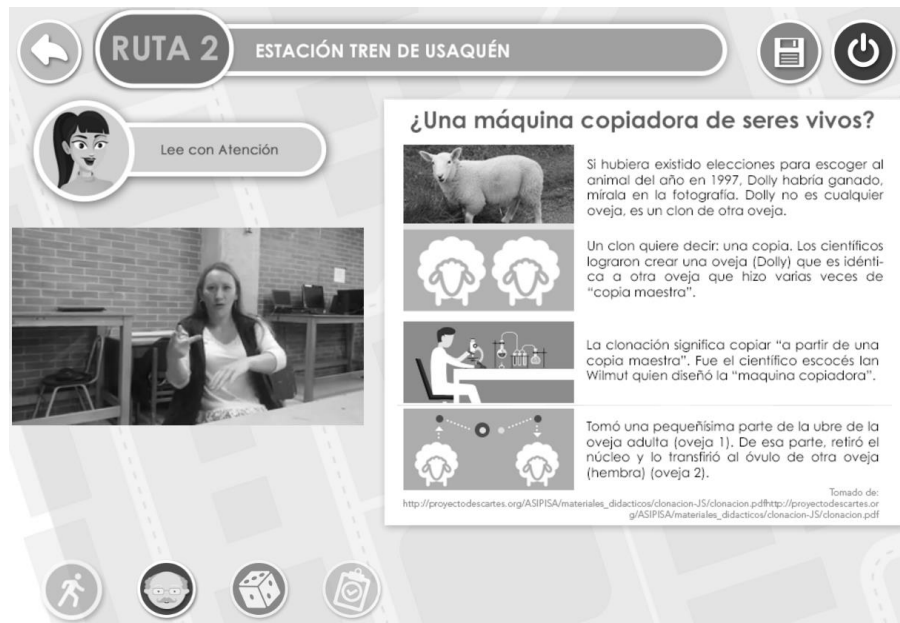 RUTA 2
ESTACIÓN TREN DE USAQUÉN
Lee con Atención
¿Una máquina copiadora de seres vivos?
Si hubiera existido elecciones para escoger al
animal del año en 1997, Dolly habría ganado,
mírala en la fotografía. Dolly no es cualquier
oveja, es un clon de otra oveja.
Un clon quiere decir: una copia. Los científicos
lograron crear una oveja (Dolly) que es idénti-
ca a otra oveja que hizo varias veces de
“copia maestra”.
La clonación significa copiar “a partir de una
copia maestra”. Fue el científico escocés Ian
Wilmut quien diseñó la “maquina copiadora”.
Tomó una pequeñísima parte de la ubre de la
oveja adulta (oveja 1). De esa parte, retiró el
núcleo y lo transfirió al óvulo de otra oveja
(hembra) (oveja 2).
Tomado de:
http://proyectodescartes.org/ASIPISA/materiales_didacticos/clonacion-JS/clonacion.pdfhttp://proyectodescartes.or
g/ASIPISA/materiales_didacticos/clonacion-JS/clonacion.pdf